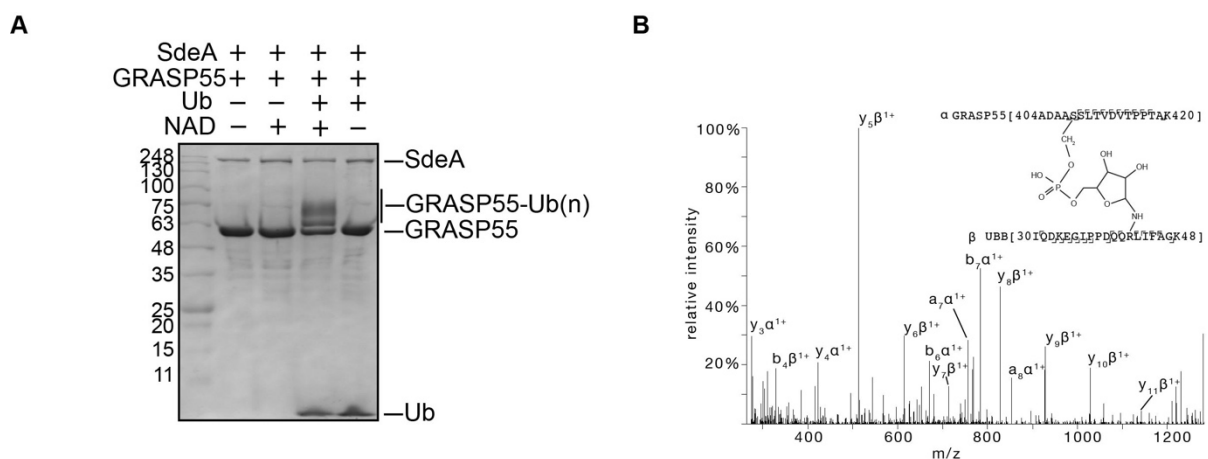 A
SdeA + + + +
GRASP55 + + + +
Ub − − + +
NAD − + + −
248
130
100
75
63
48
35
25
20
15
11
SdeA
GRASP55-Ub(n)
GRASP55
Ub
B
relative intensity
100%
80%
60%
40%
20%
y3α1+
b4β1+
y4α1+
y5β1+
y6β1+
b6α1+
y7β1+
a7α1+
b7α1+
y8β1+
a8α1+
y9β1+
y10β1+
y11β1+
400 600 800 1000 1200
m/z
α GRASP55[404ADAASSLTVDVTPPTAK420]
CH2
O
HO P
O
O
OH
OH
O
NH
β UBB[30IQDKEGIPPDQQRLIFAGK48]